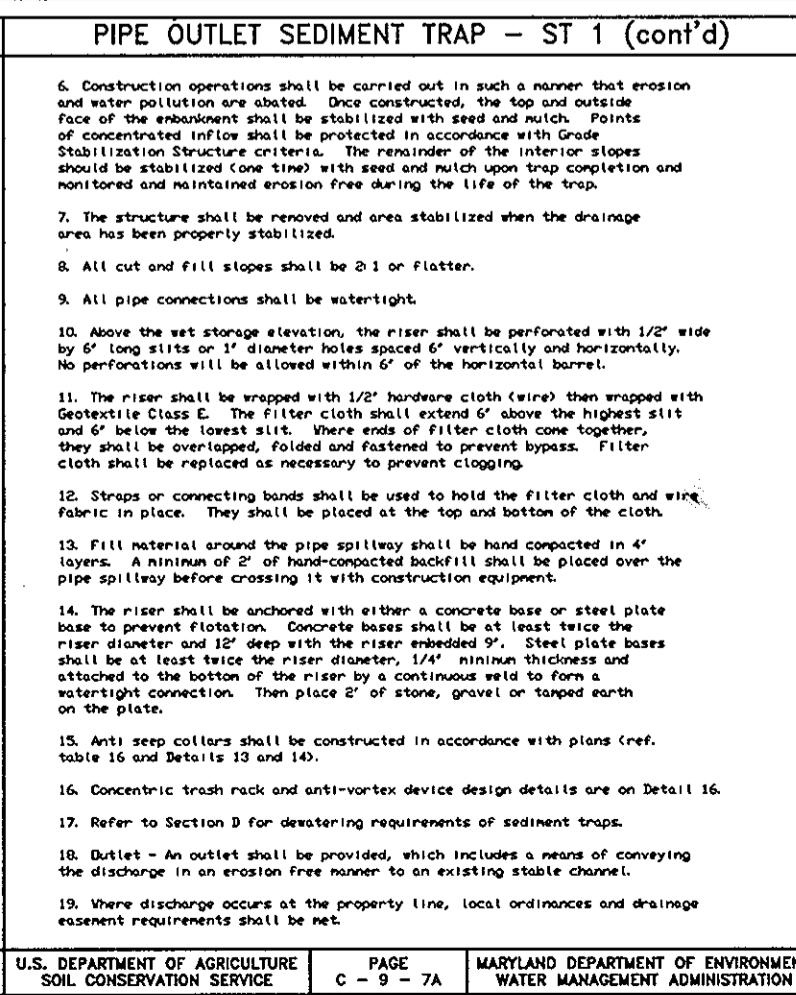 PIPE OUTLET SEDIMENT TRAP – ST 1 (cont'd)
6. Construction operations shall be carried out in such a manner that erosion
and water pollution are abated. Once constructed, the top and outside
face of the embankment shall be stabilized with seed and mulch. Points
of concentrated inflow shall be protected in accordance with Grade
Stabilization Structure criteria. The remainder of the interior slopes
should be stabilized (one time) with seed and mulch upon trap completion and
monitored and maintained erosion free during the life of the trap.
7. The structure shall be removed and area stabilized when the drainage
area has been properly stabilized.
8. All cut and fill slopes shall be 2:1 or flatter.
9. All pipe connections shall be watertight.
10. Above the wet storage elevation, the riser shall be perforated with 1/2" wide
by 6" long slits or 1" diameter holes spaced 6" vertically and horizontally.
No perforations will be allowed within 6" of the horizontal barrel.
11. The riser shall be wrapped with 1/2" hardware cloth (wire) then wrapped with
Geotextile Class E. The filter cloth shall extend 6" above the highest slit
and 6" below the lowest slit. Where ends of filter cloth come together,
they shall be overlapped, folded and fastened to prevent bypass. Filter
cloth shall be replaced as necessary to prevent clogging.
12. Straps or connecting bands shall be used to hold the filter cloth and wire
fabric in place. They shall be placed at the top and bottom of the cloth.
13. Fill material around the pipe spillway shall be hand compacted in 4"
layers. A minimum of 2' of hand-compacted backfill shall be placed over the
pipe spillway before crossing it with construction equipment.
14. The riser shall be anchored with either a concrete base or steel plate
base to prevent flotation. Concrete bases shall be at least twice the
riser diameter and 12" deep with the riser embedded 9". Steel plate bases
shall be at least twice the riser diameter, 1/4" minimum thickness and
attached to the bottom of the riser by a continuous weld to form a
watertight connection. Then place 2' of stone, gravel or tamped earth
on the plate.
15. Anti seep collars shall be constructed in accordance with plans (ref.
table 16 and Details 13 and 14).
16. Concentric trash rack and anti-vortex device design details are on Detail 16.
17. Refer to Section D for dewatering requirements of sediment traps.
18. Outlet - An outlet shall be provided, which includes a means of conveying
the discharge in an erosion free manner to an existing stable channel.
19. Where discharge occurs at the property line, local ordinances and drainage
easement requirements shall be met.
U.S. DEPARTMENT OF AGRICULTURE
SOIL CONSERVATION SERVICE
PAGE
C – 9 – 7A
MARYLAND DEPARTMENT OF ENVIRONMEN
WATER MANAGEMENT ADMINISTRATION